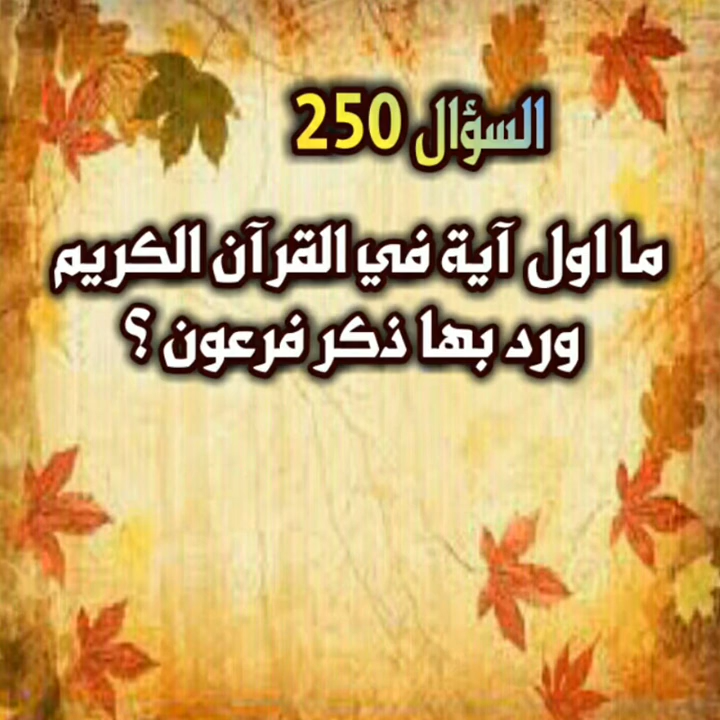 السؤال 250
ما اول آية في القرآن الكريم
ورد بها ذكر فرعون ؟